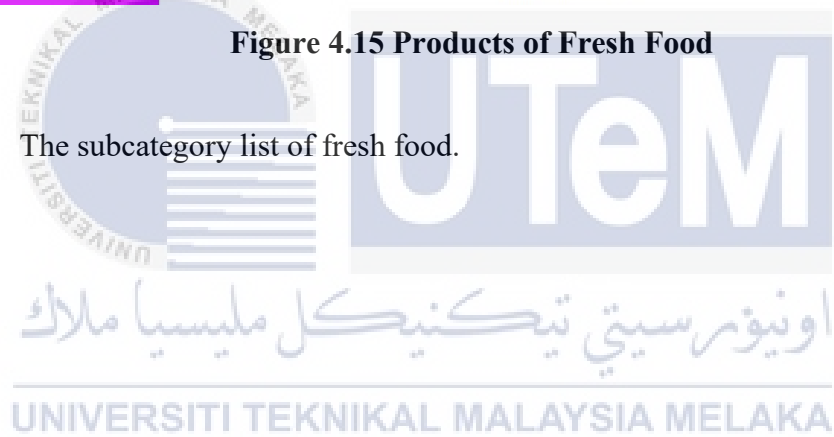 Figure 4.15 Products of Fresh Food
The subcategory list of fresh food.
UTeM
اونيۏرسيتي تيكنيكل مليسيا ملاك
UNIVERSITI TEKNIKAL MALAYSIA MELAKA